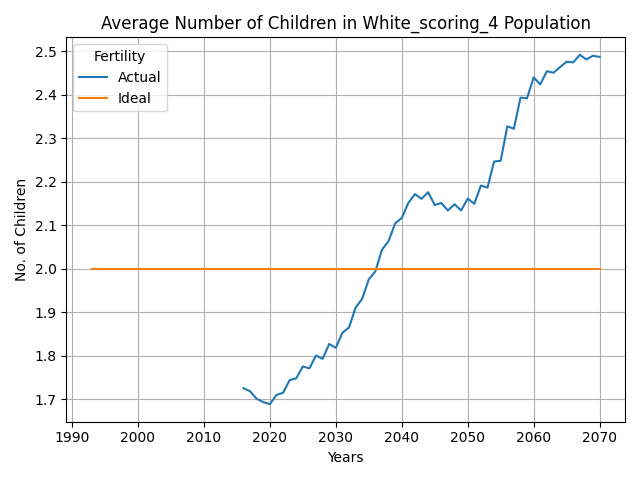 Average Number of Children in White_scoring_4 Population
Fertility
Actual
Ideal
No. of Children
2.5
2.4
2.3
2.2
2.1
2.0
1.9
1.8
1.7
1990 2000 2010 2020 2030 2040 2050 2060 2070
Years